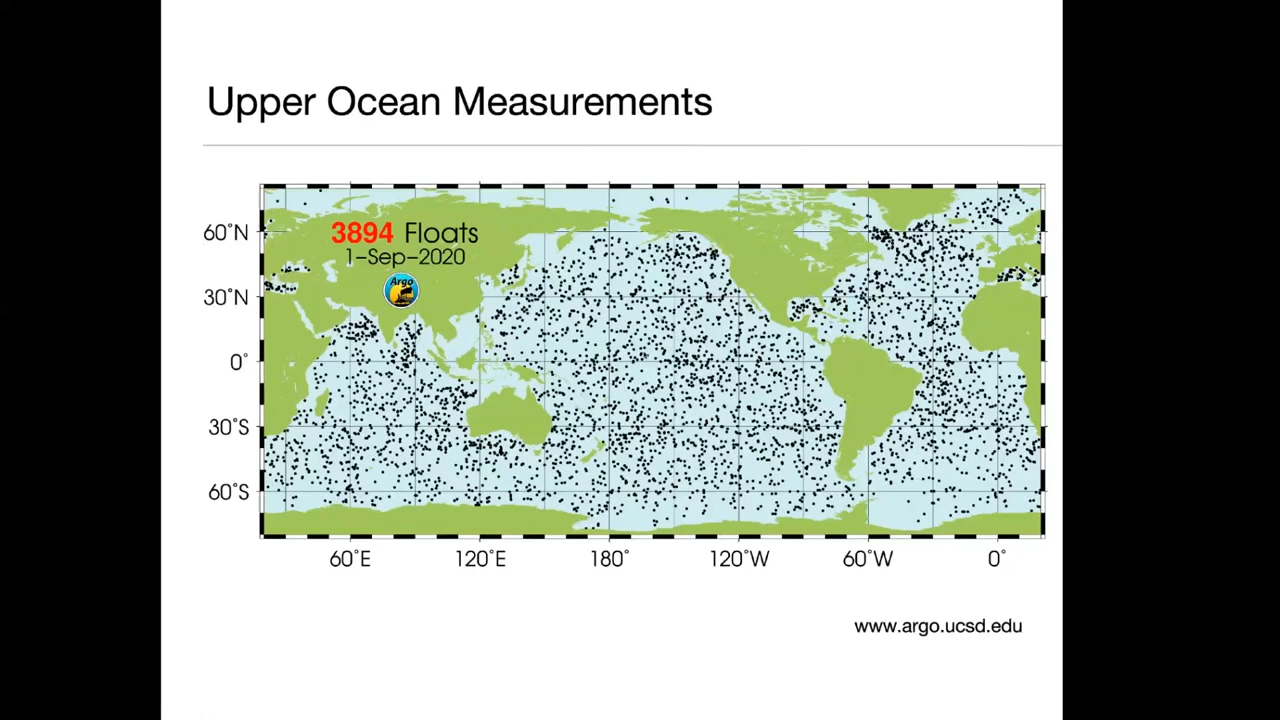 Upper Ocean Measurements
3894 Floats
1-Sep-2020
Argo
60°N
30°N
0°
30°S
60°S
60°E 120°E 180° 120°W 60°W 0°
www.argo.ucsd.edu